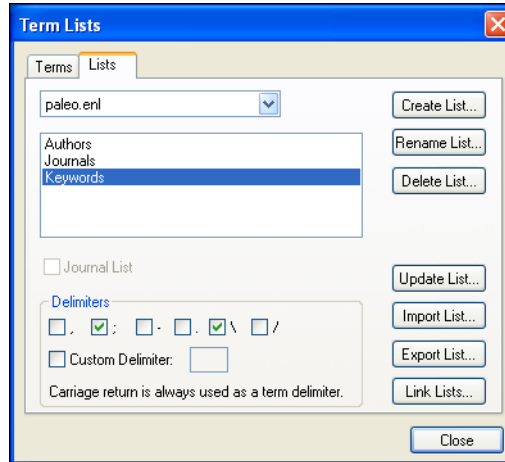 Term Lists
Terms Lists
paleo.enl
Create List...
Authors
Journals
Keywords
Rename List...
Delete List...
Journal List
Update List...
Delimiters
, ; - . \ /
Import List...
Custom Delimiter:
Export List...
Carriage return is always used as a term delimiter.
Link Lists...
Close